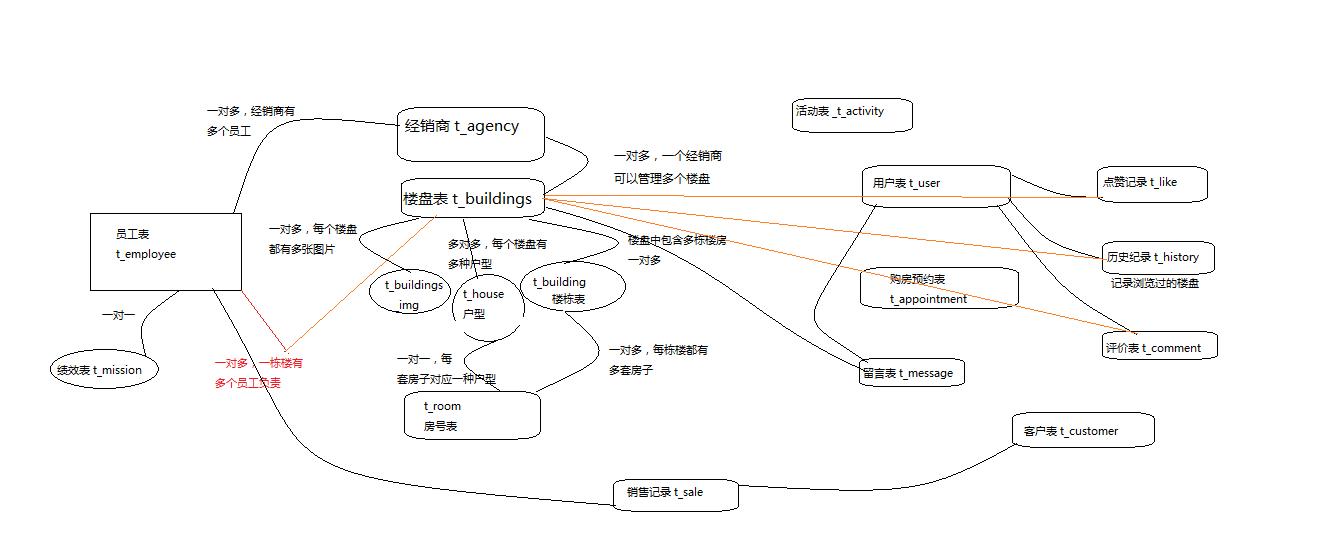 一对多，经销商有
多个员工
经销商 t_agency
活动表 _t_activity
一对多，一个经销商
可以管理多个楼盘
用户表 t_user
点赞记录 t_like
楼盘表 t_buildings
员工表
t_employee
一对多，每个楼盘
都有多张图片
多对多，每个楼盘有
多种户型
楼盘中包含多栋楼房
一对多
历史纪录 t_history
记录浏览过的楼盘
t_buildings
img
t_house
户型
t_building
楼栋表
购房预约表
t_appointment
一对一
一对多，一栋楼有
多个员工负责
一对一，每
套房子对应一种户型
一对多，每栋楼都有
多套房子
评价表 t_comment
绩效表 t_mission
留言表 t_message
t_room
房号表
客户表 t_customer
销售记录 t_sale